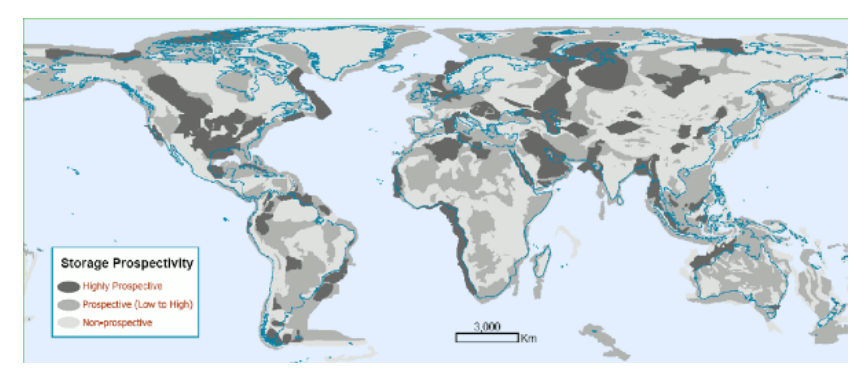 Storage Prospectivity
Highly Prospective
Prospective (Low to High)
Non-prospective
3,000
Km